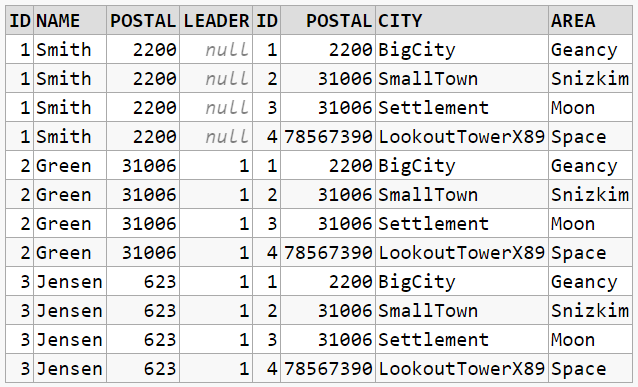 ID NAME POSTAL LEADER ID POSTAL CITY AREA
1 Smith 2200 null 1 2200 BigCity Geancy
1 Smith 2200 null 2 31006 SmallTown Snizkim
1 Smith 2200 null 3 31006 Settlement Moon
1 Smith 2200 null 4 78567390 LookoutTowerX89 Space
2 Green 31006 1 1 2200 BigCity Geancy
2 Green 31006 1 2 31006 SmallTown Snizkim
2 Green 31006 1 3 31006 Settlement Moon
2 Green 31006 1 4 78567390 LookoutTowerX89 Space
3 Jensen 623 1 1 2200 BigCity Geancy
3 Jensen 623 1 2 31006 SmallTown Snizkim
3 Jensen 623 1 3 31006 Settlement Moon
3 Jensen 623 1 4 78567390 LookoutTowerX89 Space